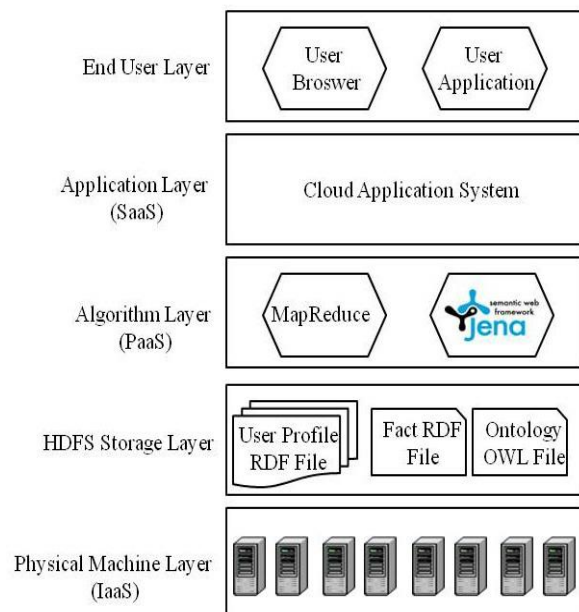 End User Layer
User
Broswer
User
Application
Application Layer
(SaaS)
Cloud Application System
Algorithm Layer
(PaaS)
MapReduce
semantic web
framework
jena
HDFS Storage Layer
User Profile
RDF File
Fact RDF
File
Ontology
OWL File
Physical Machine Layer
(IaaS)